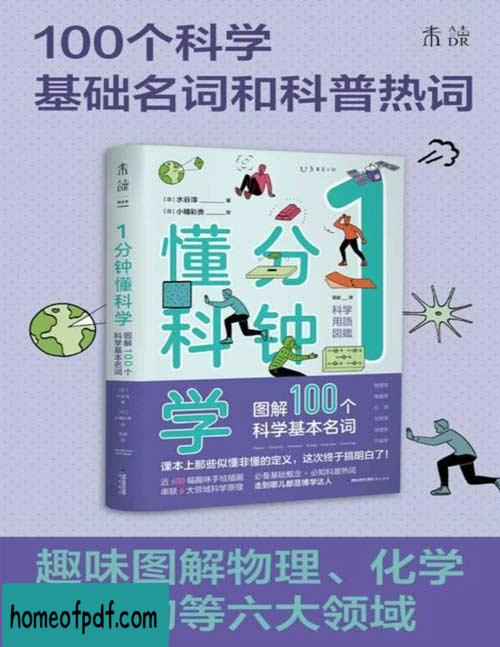 100个科学
基础名词和科普热词
未读
未读
1分钟懂科学
图解100个
科学基本名词
UNREAD
[日] 水谷淳 著
[日] 小幡彩贵 绘
1
懂分
科钟
学
科学
用語
図鑑
图解100个
科学基本名词
课本上那些似懂非懂的定义，这次终于搞明白了！
近600幅趣味手绘插画
串联6大领域科学原理
必备基础概念 + 必知科普热词
走到哪儿都是博学达人
趣味图解物理、化学
等六大领域
homeofpdf.com